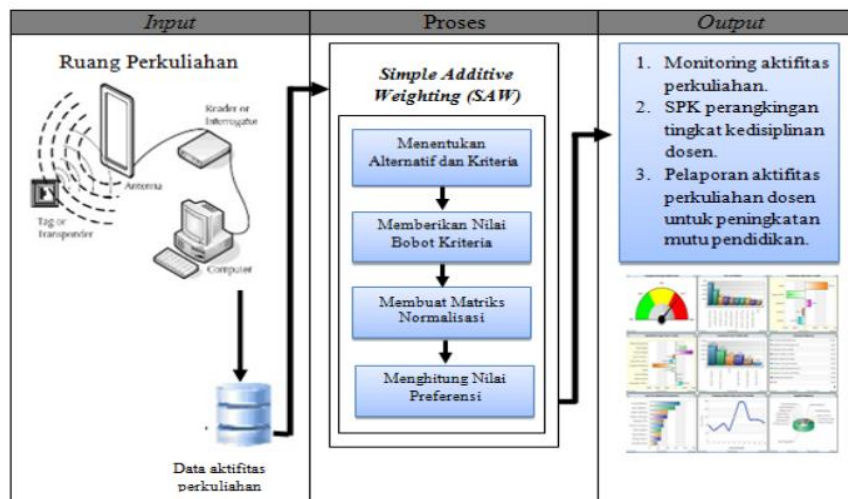 Input
Proses
Output
Ruang Perkuliahan
Reader or
Interrogator
Antenna
Tag or
Transponder
Computer
Data aktifitas
perkuliahan
Simple Additive
Weighting (SAW)
Menentukan
Alternatif dan Kriteria
Memberikan Nilai
Bobot Kriteria
Membuat Matriks
Normalisasi
Menghitung Nilai
Preferensi
1. Monitoring aktifitas
perkuliahan.
2. SPK perangkingan
tingkat kedisiplinan
dosen.
3. Pelaporan aktifitas
perkuliahan dosen
untuk peningkatan
mutu pendidikan.